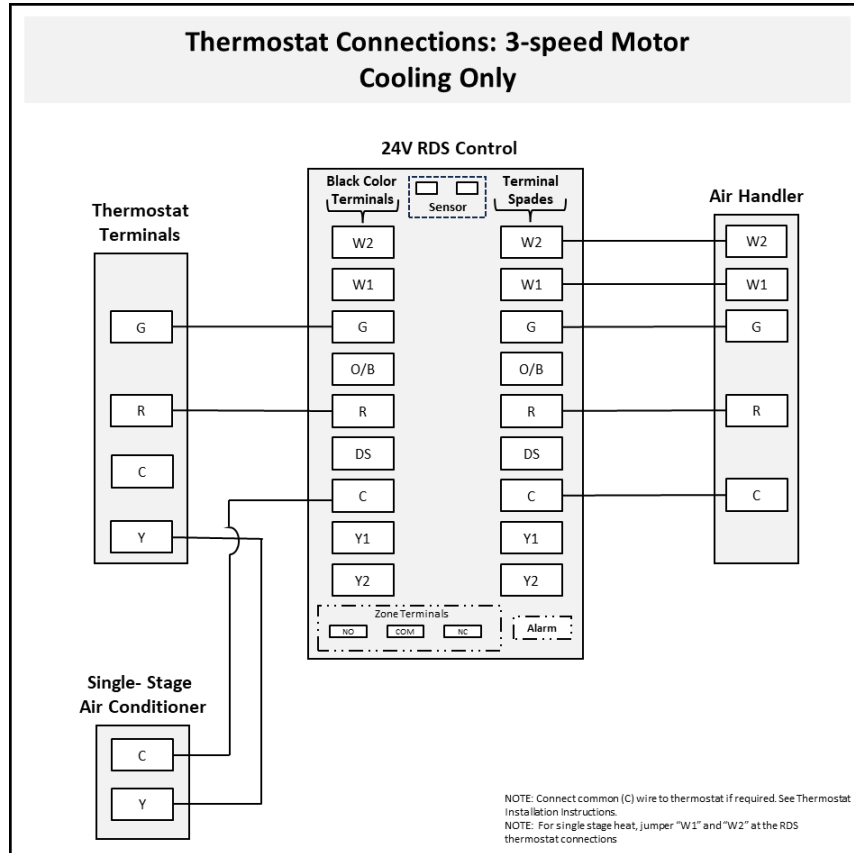 Thermostat Connections: 3-speed Motor
Cooling Only
24V RDS Control
Black Color
Terminals
Sensor
Terminal
Spades
Thermostat
Terminals
G
R
C
Y
W2
W1
G
O/B
R
DS
C
Y1
Y2
W2
W1
G
O/B
R
DS
C
Y1
Y2
Zone Terminals
NO
COM
NC
Alarm
Air Handler
W2
W1
G
R
C
Single- Stage
Air Conditioner
C
Y
NOTE: Connect common (C) wire to thermostat if required. See Thermostat
Installation Instructions.
NOTE: For single stage heat, jumper "W1" and "W2" at the RDS
thermostat connections